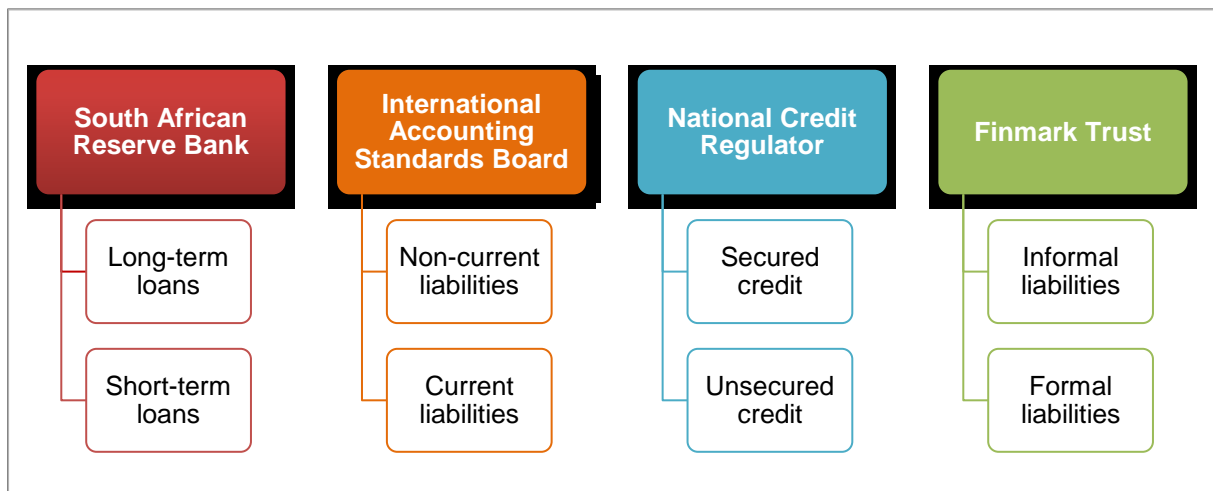 South African
Reserve Bank
Long-term
loans
Short-term
loans
International
Accounting
Standards Board
Non-current
liabilities
Current
liabilities
National Credit
Regulator
Secured
credit
Unsecured
credit
Finmark Trust
Informal
liabilities
Formal
liabilities